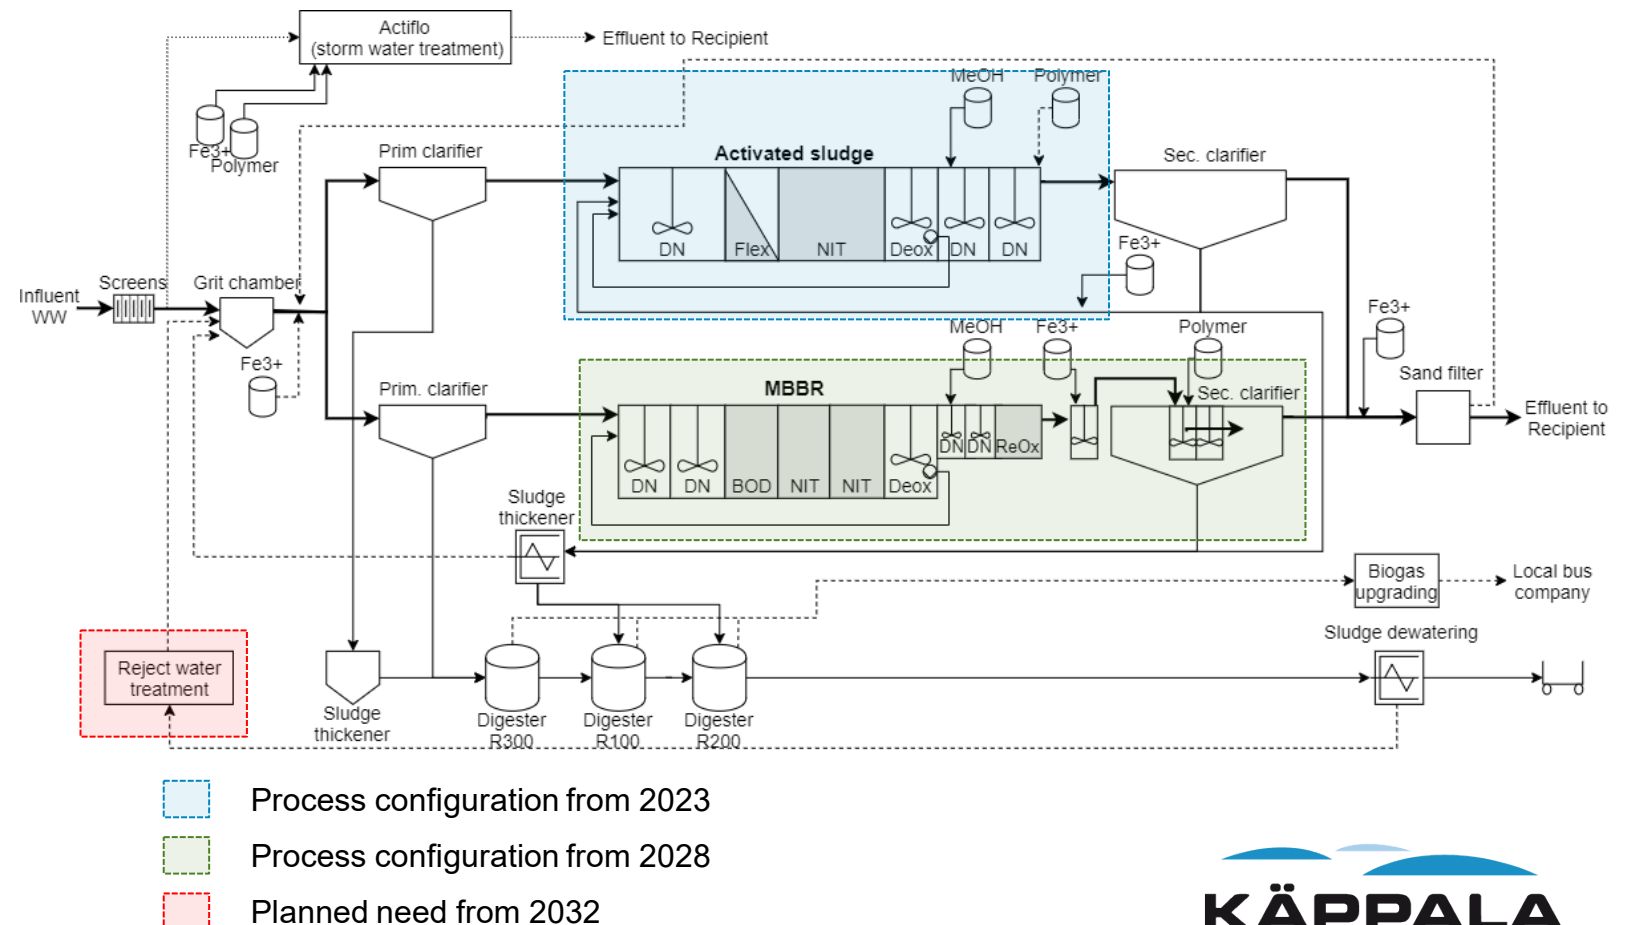 Actiflo
(storm water treatment)
Effluent to Recipient
MeOH
Polymer
Fe3+
Polymer
Prim clarifier
Activated sludge
Sec. clarifier
DN
Flex
NIT
Deox
DN
DN
Fe3+
Influent
WW
Screens
Grit chamber
Fe3+
MeOH
Fe3+
Polymer
Fe3+
Prim. clarifier
MBBR
Sec. clarifier
Sand filter
Effluent to
Recipient
DN
DN
BOD
NIT
NIT
Deox
DN
DN
ReOx
Sludge
thickener
Biogas
upgrading
Local bus
company
Sludge dewatering
Reject water
treatment
Sludge
thickener
Digester
R300
Digester
R100
Digester
R200
Process configuration from 2023
Process configuration from 2028
Planned need from 2032
KÄPPALA